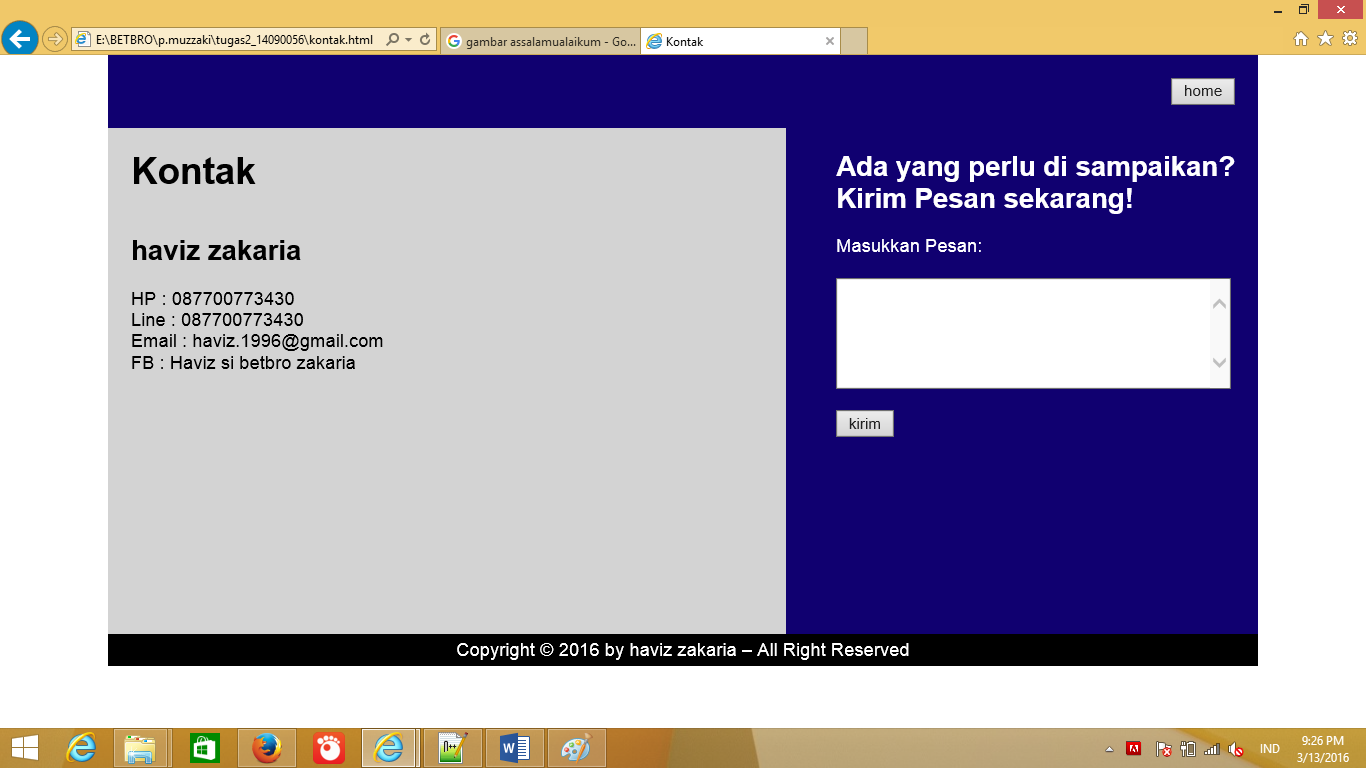 E:\BETBRO\p.muzzaki\tugas2_14090056\kontak.html
gambar assalamualaikum - Go...
Kontak
home
Kontak
haviz zakaria
HP : 087700773430
Line : 087700773430
Email : haviz.1996@gmail.com
FB : Haviz si betbro zakaria
Ada yang perlu di sampaikan?
Kirim Pesan sekarang!
Masukkan Pesan:
kirim
Copyright © 2016 by haviz zakaria – All Right Reserved
IND
9:26 PM
3/13/2016